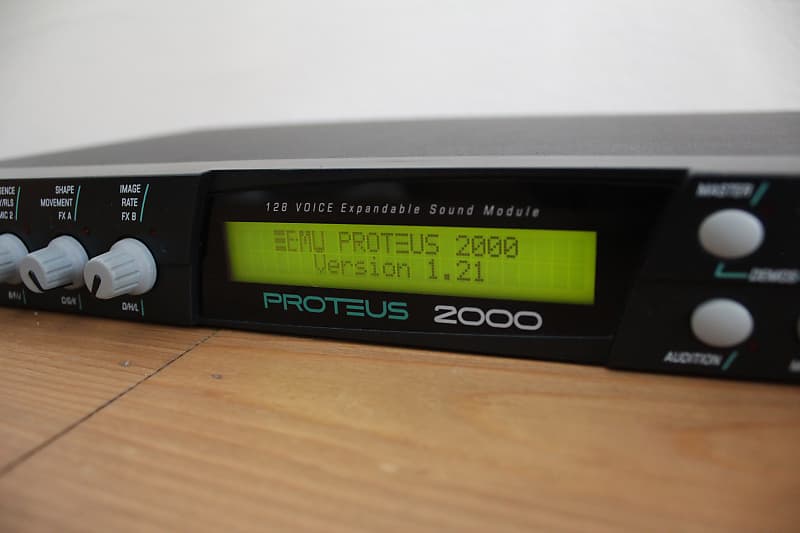 SHAPE
MOVEMENT
FX A
IMAGE
RATE
FX B
128 VOICE Expandable Sound Module
EMU PROTEUS 2000
Version 1.21
PROTEUS 2000
MASTER
AUDITION
D/H/L